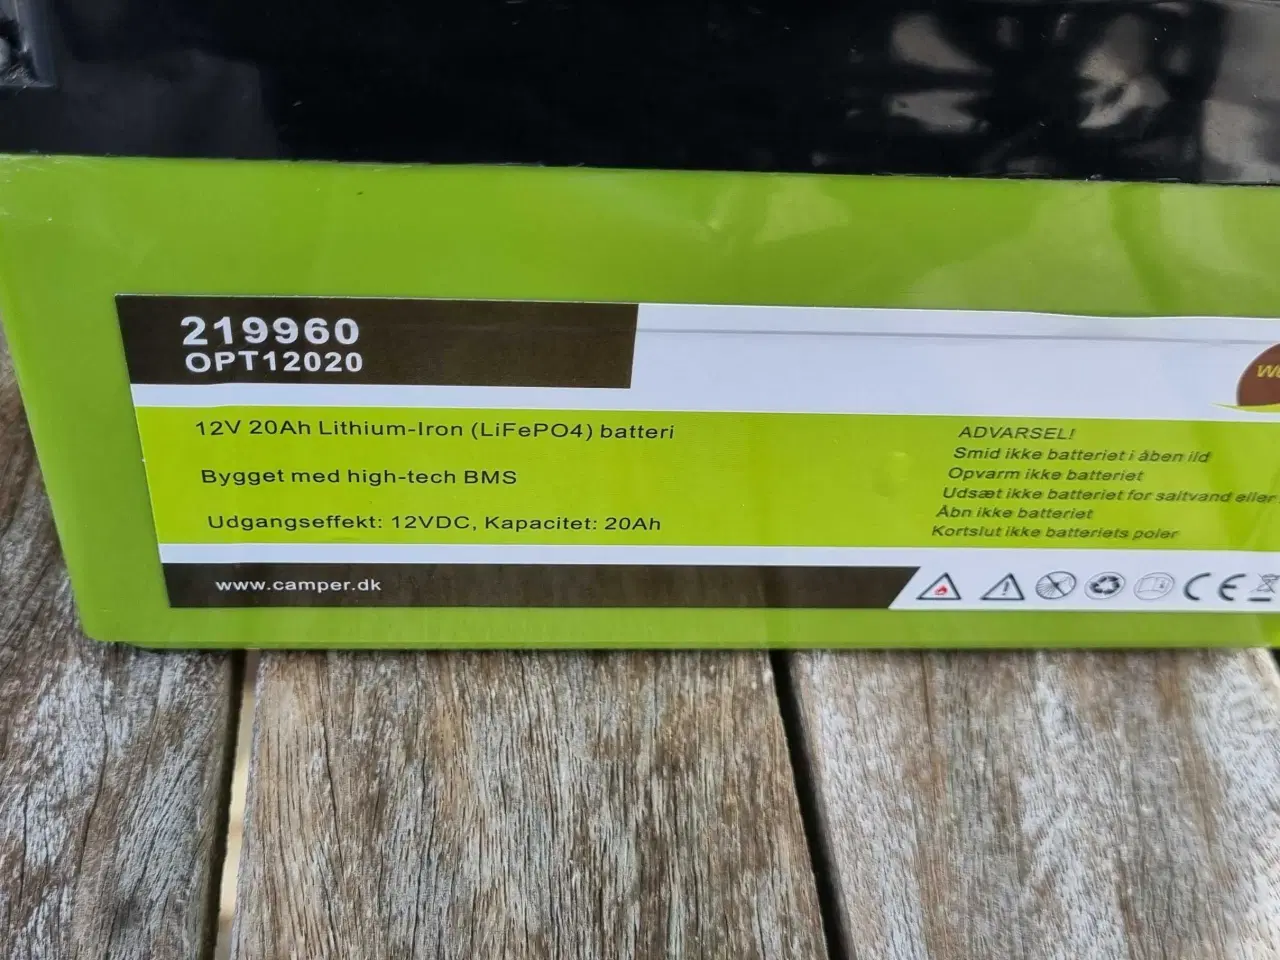 219960
OPT12020
12V 20Ah Lithium-Iron (LiFePO4) batteri
Bygget med high-tech BMS
Udgangseffekt: 12VDC, Kapacitet: 20Ah
www.camper.dk
ADVARSEL!
Smid ikke batteriet i åben ild
Opvarm ikke batteriet
Udsæt ikke batteriet for saltvand eller
Åbn ikke batteriet
Kortslut ikke batteriets poler
CE